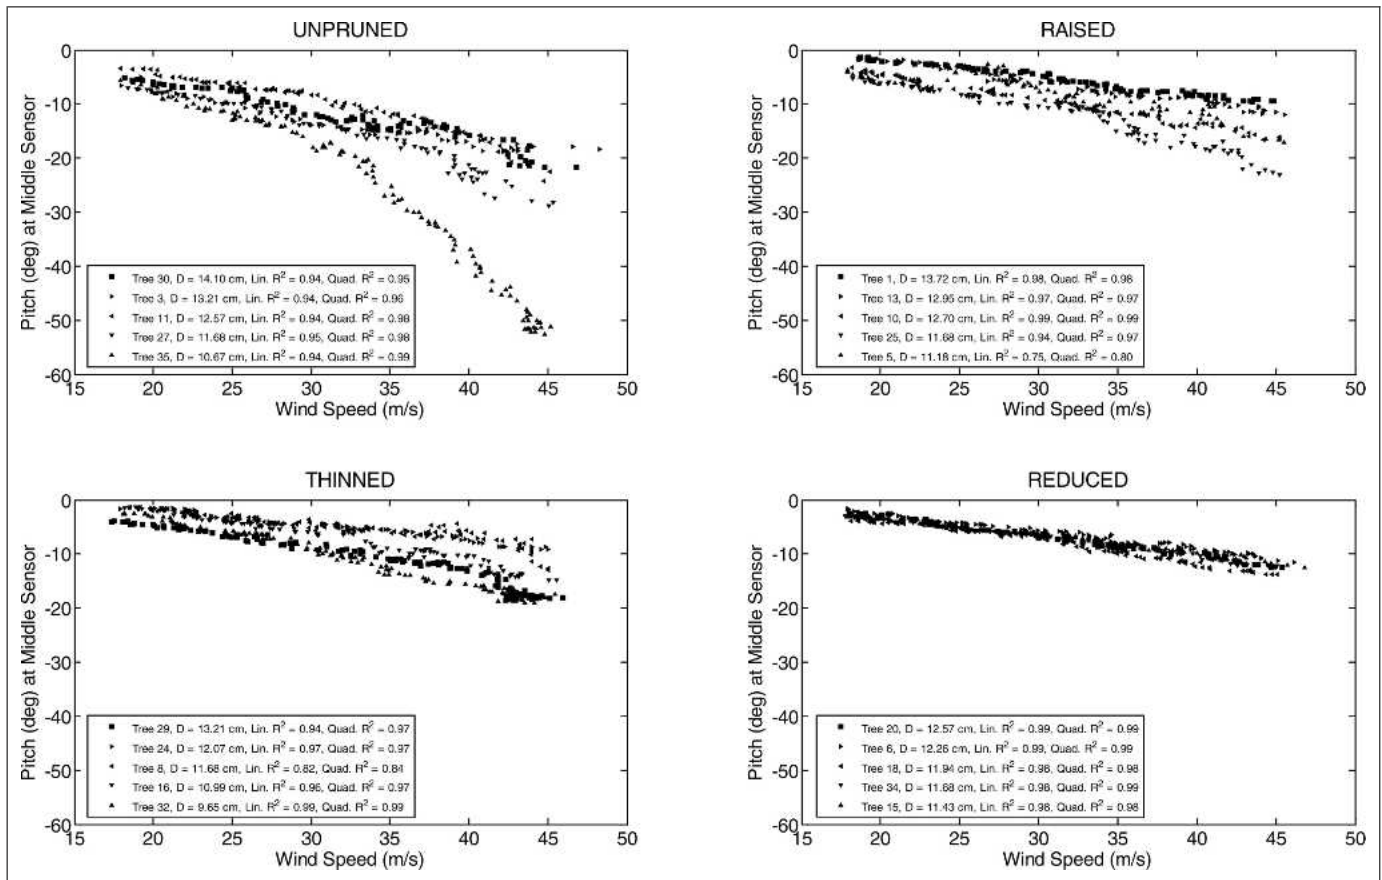 UNPRUNED
0
-10
-20
-30
-40
-50
-60
Pitch (deg) at Middle Sensor
Tree 30, D = 14.10 cm, Lin. R² = 0.94, Quad. R² = 0.95
Tree 3, D = 13.21 cm, Lin. R² = 0.94, Quad. R² = 0.96
Tree 11, D = 12.57 cm, Lin. R² = 0.94, Quad. R² = 0.98
Tree 27, D = 11.68 cm, Lin. R² = 0.95, Quad. R² = 0.98
Tree 35, D = 10.67 cm, Lin. R² = 0.94, Quad. R² = 0.99
15 20 25 30 35 40 45 50
Wind Speed (m/s)
RAISED
0
-10
-20
-30
-40
-50
-60
Pitch (deg) at Middle Sensor
Tree 1, D = 13.72 cm, Lin. R² = 0.98, Quad. R² = 0.98
Tree 13, D = 12.95 cm, Lin. R² = 0.97, Quad. R² = 0.97
Tree 10, D = 12.70 cm, Lin. R² = 0.99, Quad. R² = 0.99
Tree 25, D = 11.68 cm, Lin. R² = 0.94, Quad. R² = 0.97
Tree 5, D = 11.18 cm, Lin. R² = 0.75, Quad. R² = 0.80
15 20 25 30 35 40 45 50
Wind Speed (m/s)
THINNED
0
-10
-20
-30
-40
-50
-60
Pitch (deg) at Middle Sensor
Tree 29, D = 13.21 cm, Lin. R² = 0.94, Quad. R² = 0.97
Tree 24, D = 12.07 cm, Lin. R² = 0.97, Quad. R² = 0.97
Tree 8, D = 11.68 cm, Lin. R² = 0.82, Quad. R² = 0.84
Tree 16, D = 10.99 cm, Lin. R² = 0.96, Quad. R² = 0.97
Tree 32, D = 9.65 cm, Lin. R² = 0.99, Quad. R² = 0.99
15 20 25 30 35 40 45 50
Wind Speed (m/s)
REDUCED
0
-10
-20
-30
-40
-50
-60
Pitch (deg) at Middle Sensor
Tree 20, D = 12.57 cm, Lin. R² = 0.99, Quad. R² = 0.99
Tree 6, D = 12.26 cm, Lin. R² = 0.99, Quad. R² = 0.99
Tree 18, D = 11.94 cm, Lin. R² = 0.98, Quad. R² = 0.98
Tree 34, D = 11.68 cm, Lin. R² = 0.98, Quad. R² = 0.99
Tree 15, D = 11.43 cm, Lin. R² = 0.98, Quad. R² = 0.98
15 20 25 30 35 40 45 50
Wind Speed (m/s)